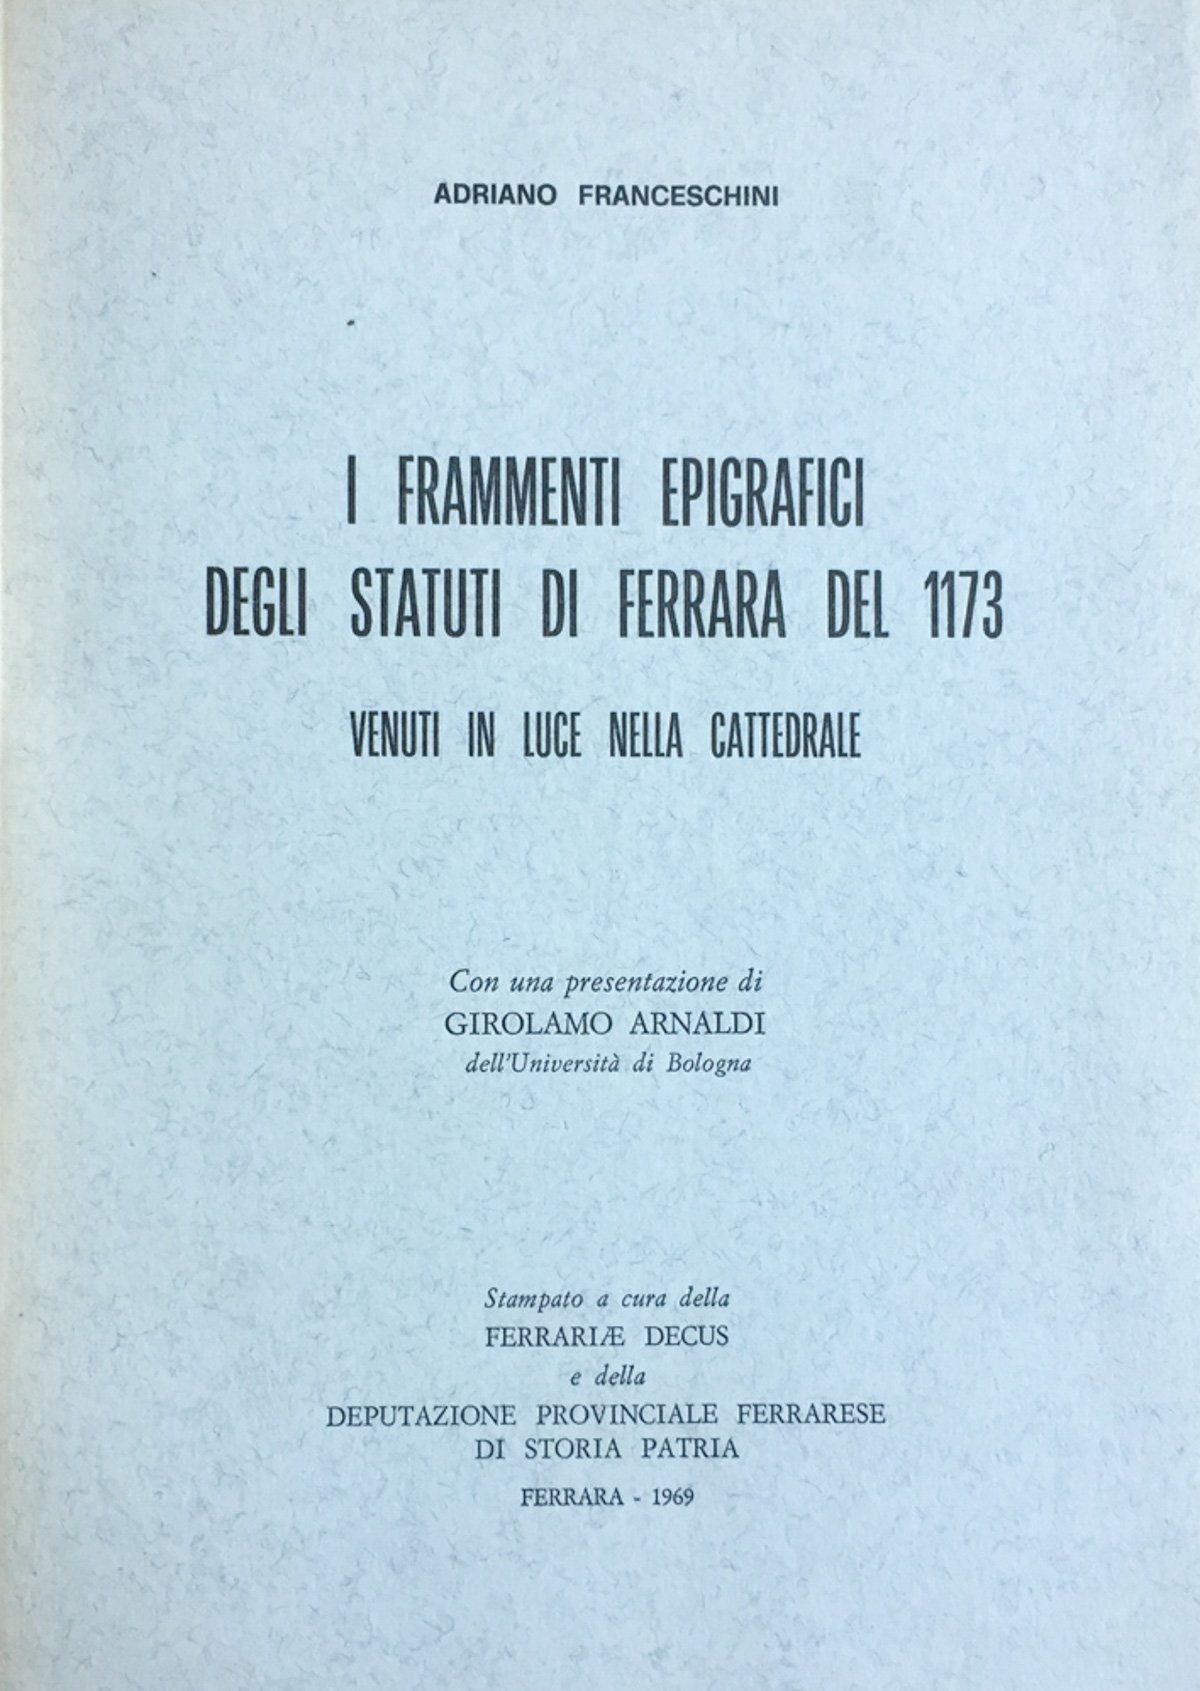 ADRIANO FRANCESCHINI
I FRAMMENTI EPIGRAFICI
DEGLI STATUTI DI FERRARA DEL 1173
VENUTI IN LUCE NELLA CATTEDRALE
Con una presentazione di
GIROLAMO ARNALDI
dell'Università di Bologna
Stampato a cura della
FERRARIÆ DECUS
e della
DEPUTAZIONE PROVINCIALE FERRARESE
DI STORIA PATRIA
FERRARA - 1969